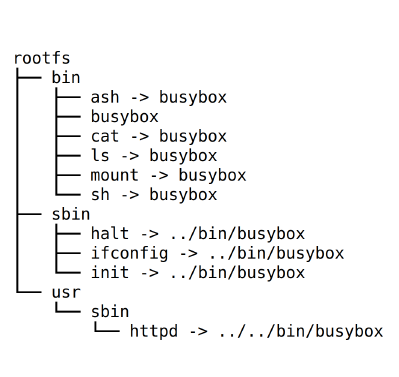 rootfs
├── bin
│   ├── ash -> busybox
│   ├── busybox
│   ├── cat -> busybox
│   ├── ls -> busybox
│   ├── mount -> busybox
│   └── sh -> busybox
├── sbin
│   ├── halt -> ../bin/busybox
│   ├── ifconfig -> ../bin/busybox
│   └── init -> ../bin/busybox
└── usr
    └── sbin
        └── httpd -> ../../bin/busybox